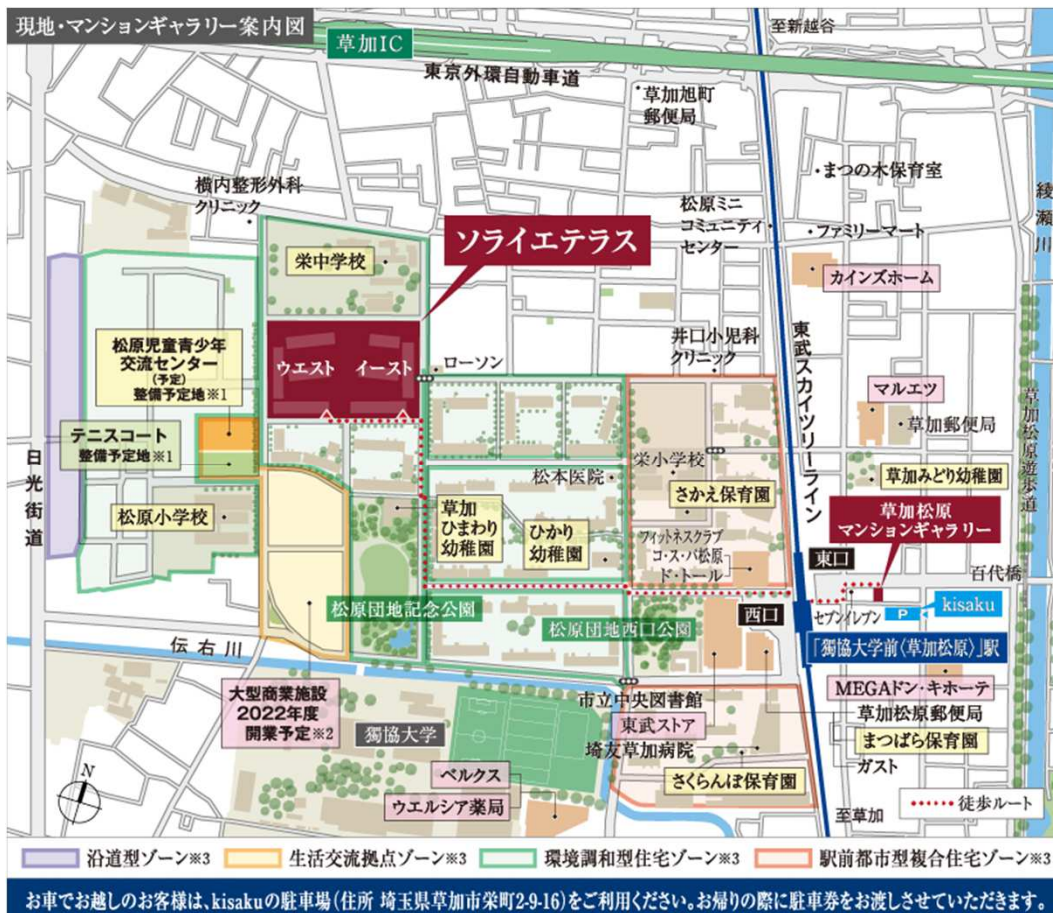 現地・マンションギャラリー案内図
至新越谷
草加IC
東京外環自動車道
草加旭町
郵便局
まつの木保育室
横内整形外科
クリニック
松原ミニ
コミュニティ
センター
ファミリーマート
綾瀬川
ソライエテラス
栄中学校
カインズホーム
松原児童青少年
交流センター
(予定)
整備予定地※1
ウエスト
イースト
ローソン
井口小児科
クリニック
東武スカイツリーライン
マルエツ
草加郵便局
草加松原遊歩道
テニスコート
整備予定地※1
日光街道
松本医院
栄小学校
草加みどり幼稚園
さかえ保育園
松原小学校
草加
ひまわり
幼稚園
ひかり
幼稚園
フィットネスクラブ
コ・ス・パ松原
ド・トール
草加松原
マンションギャラリー
東口
百代橋
松原団地記念公園
松原団地西口公園
西口
セブンイレブン
P
kisaku
「獨協大学前〈草加松原〉」駅
伝右川
大型商業施設
2022年度
開業予定※2
獨協大学
市立中央図書館
東武ストア
埼友草加病院
MEGAドン・キホーテ
草加松原郵便局
まつばら保育園
ガスト
さくらんぼ保育園
ベルクス
ウエルシア薬局
N
至草加
徒歩ルート
沿道型ゾーン※3
生活交流拠点ゾーン※3
環境調和型住宅ゾーン※3
駅前都市型複合住宅ゾーン※3
お車でお越しのお客様は、kisakuの駐車場(住所 埼玉県草加市栄町2-9-16)をご利用ください。お帰りの際に駐車券をお渡しさせていただきます。